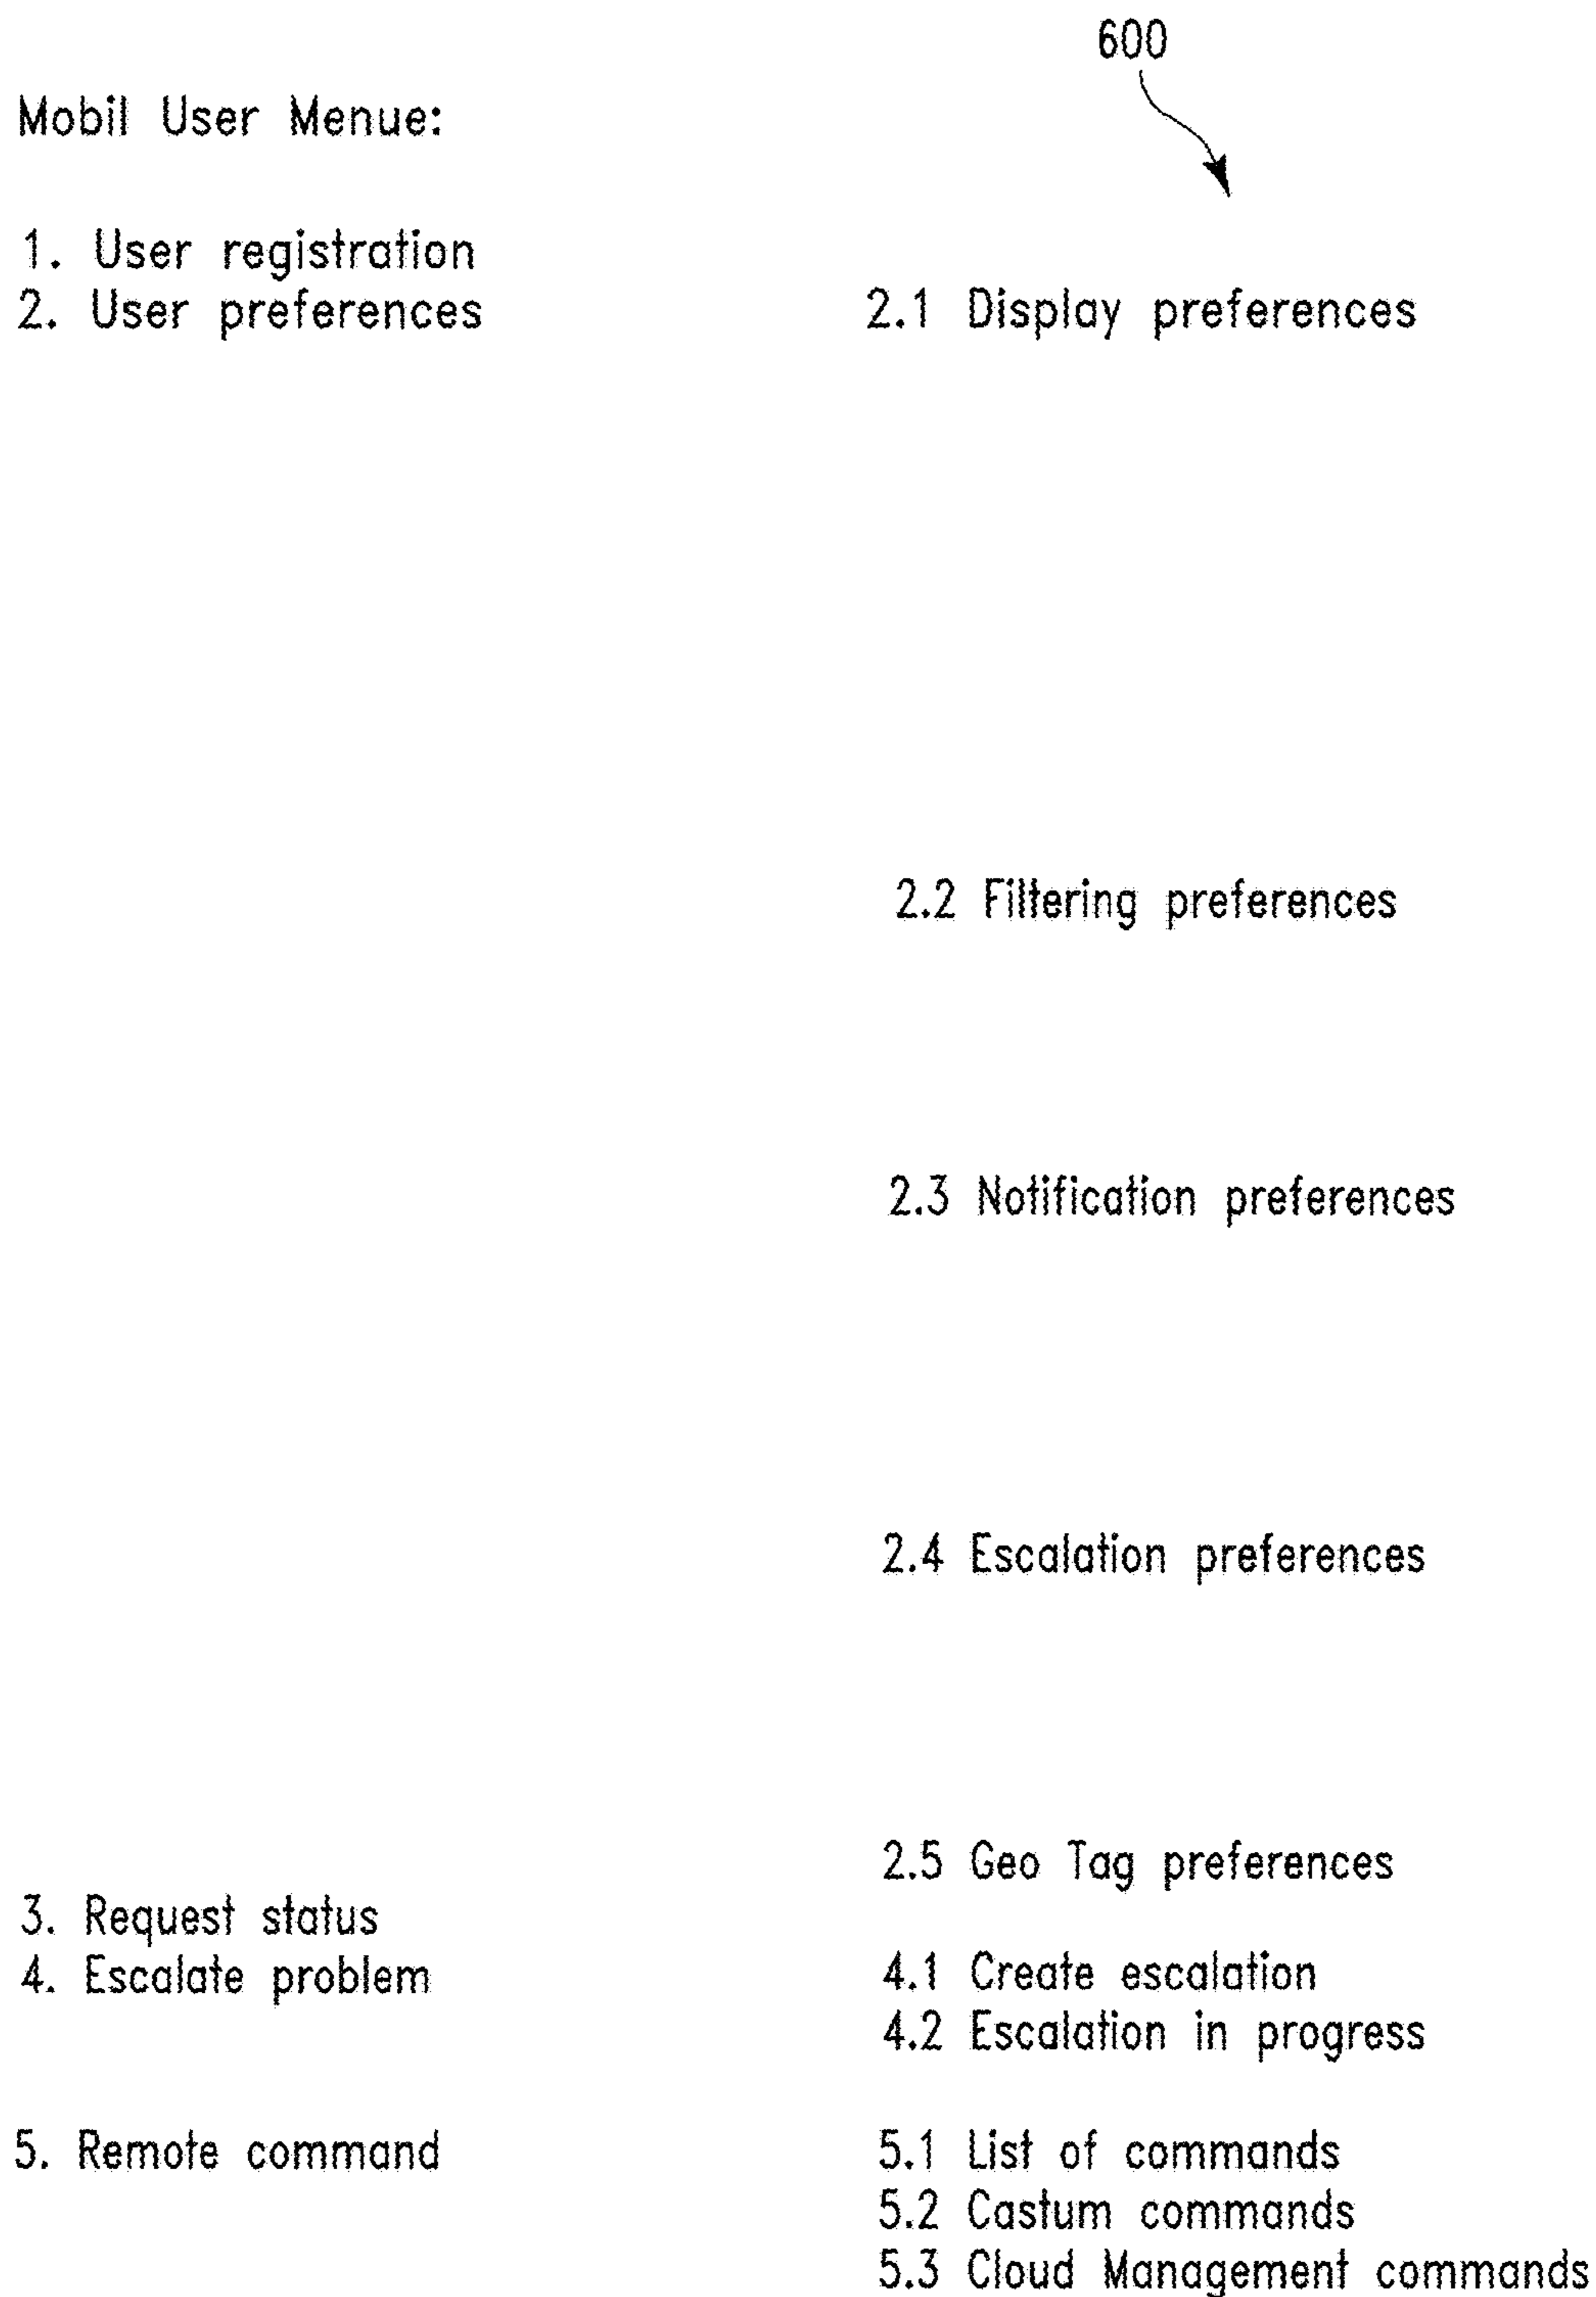 600
Mobil User Menue:
1. User registration
2. User preferences
2.1 Display preferences
2.2 Filtering preferences
2.3 Notification preferences
2.4 Escalation preferences
2.5 Geo Tag preferences
3. Request status
4. Escalate problem
4.1 Create escalation
4.2 Escalation in progress
5. Remote command
5.1 List of commands
5.2 Castum commands
5.3 Cloud Management commands